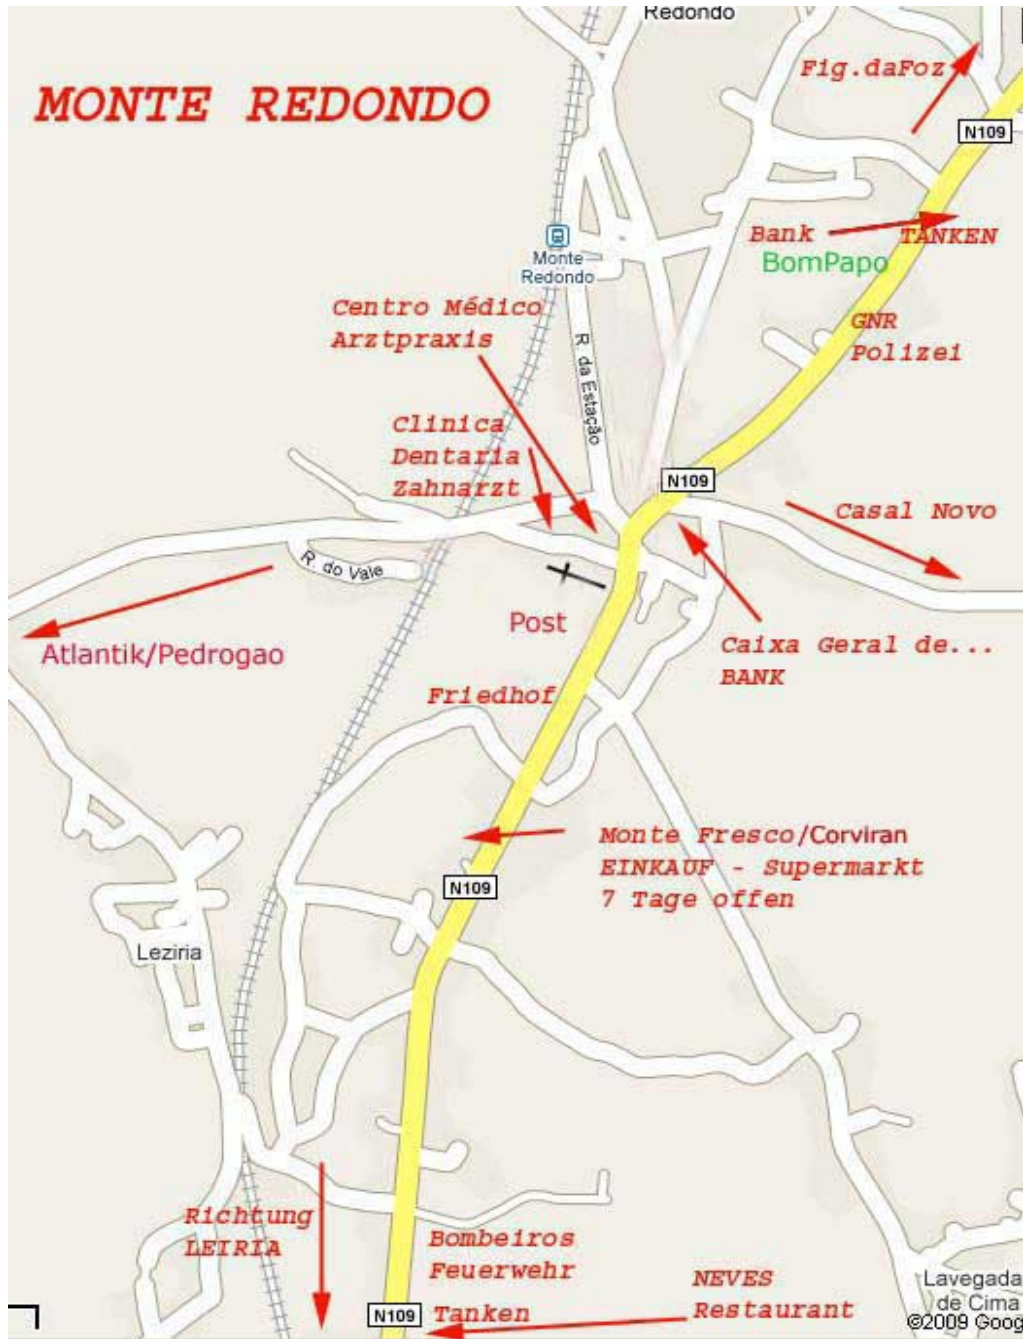 Redondo
Fig.daFoz
MONTE REDONDO
N109
Bank
TANKEN
BomPapo
Monte
Redondo
Centro Médico
Arztpraxis
GNR
Polizei
R. da Estação
Clinica
Dentaria
Zahnarzt
N109
Casal Novo
R. do Vale
Post
Atlantik/Pedrogao
Caixa Geral de...
BANK
Friedhof
Monte Fresco/Corviran
EINKAUF - Supermarkt
7 Tage offen
N109
Leziria
Richtung
LEIRIA
Bombeiros
Feuerwehr
NEVES
Restaurant
Lavegada
de Cima
N109
Tanken
©2009 Goog